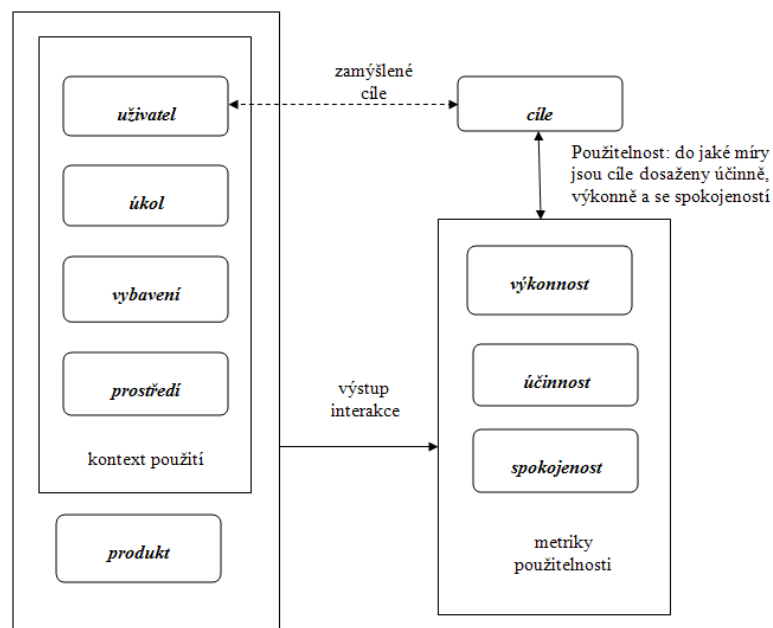 uživatel
úkol
vybavení
prostředí
kontext použití
produkt
zamýšlené
cíle
cíle
Použitelnost: do jaké míry
jsou cíle dosaženy účinně,
výkonně a se spokojeností
výstup
interakce
výkonnost
účinnost
spokojenost
metriky
použitelnosti